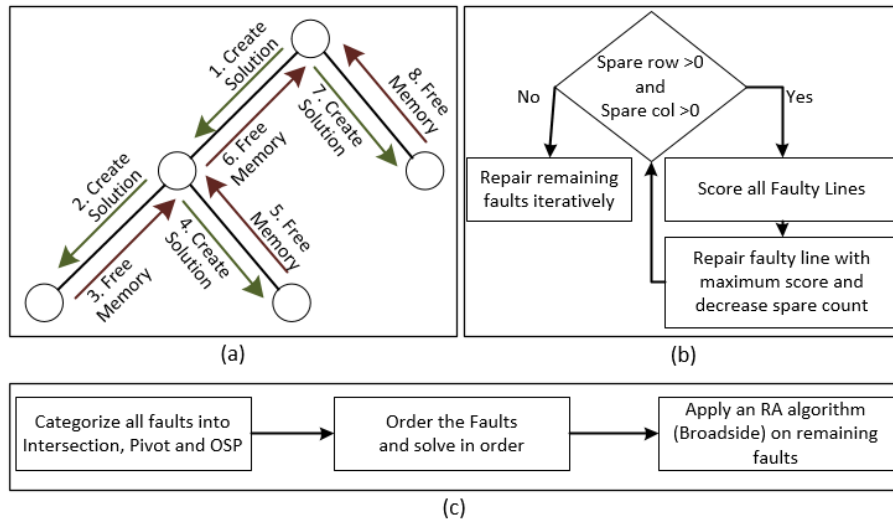 1. Create
Solution
2. Create
Solution
3. Free
Memory
4. Create
Solution
5. Free
Memory
6. Free
Memory
7. Create
Solution
8. Free
Memory
(a)
Spare row >0
and
Spare col >0
No
Yes
Repair remaining
faults iteratively
Score all Faulty Lines
Repair faulty line with
maximum score and
decrease spare count
(b)
Categorize all faults into
Intersection, Pivot and OSP
Order the Faults
and solve in order
Apply an RA algorithm
(Broadside) on remaining
faults
(c)